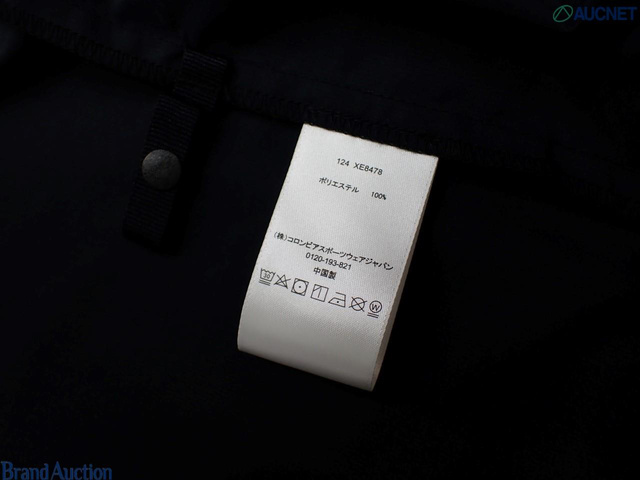 AUCNET
124 XE8478
ポリエステル 100%
(株)コロンビアスポーツウェアジャパン
0120-193-821
中国製
30
W
BRAND AUCTION